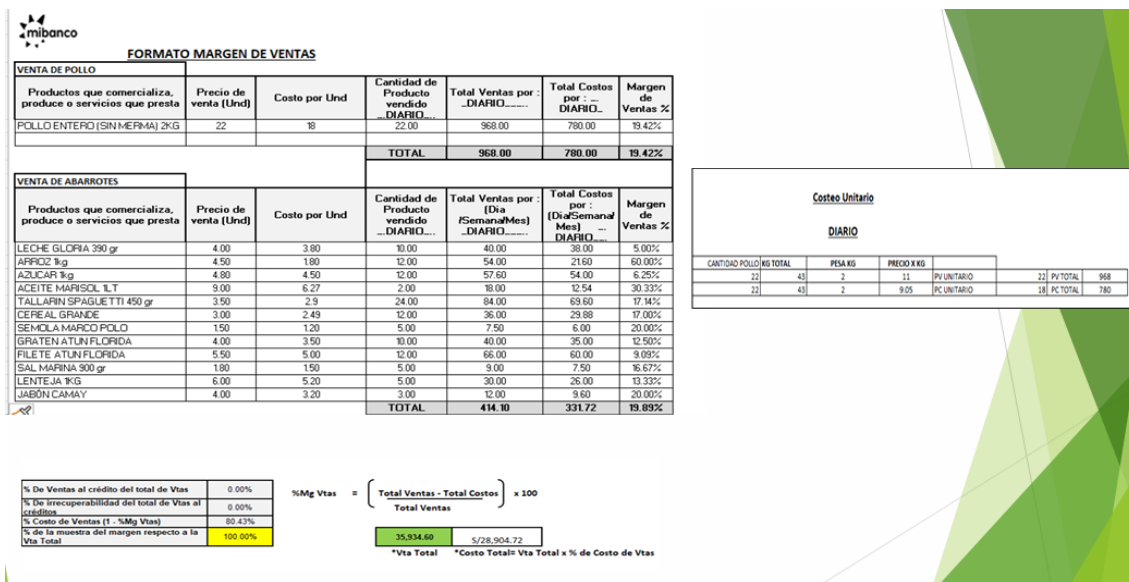 mibanco
FORMATO MARGEN DE VENTAS
VENTA DE POLLO
Productos que comercializa, produce o servicios que presta | Precio de venta (Und) | Costo por Und | Cantidad de Producto vendido _DIARIO_ | Total Ventas por : _DIARIO_ | Total Costos por : _ DIARIO_ | Margen de Ventas %
POLLO ENTERO (SIN MERMA) 2KG | 22 | 18 | 22.00 | 968.00 | 780.00 | 19.42%
TOTAL | 968.00 | 780.00 | 19.42%
VENTA DE ABARROTES
Productos que comercializa, produce o servicios que presta | Precio de venta (Und) | Costo por Und | Cantidad de Producto vendido _DIARIO_ | Total Ventas por : (Dia /Semana/Mes) _DIARIO_ | Total Costos por : (Dia/Semana/ Mes) _ DIARIO_ | Margen de Ventas %
LECHE GLORIA 390 gr | 4.00 | 3.80 | 10.00 | 40.00 | 38.00 | 5.00%
ARROZ 1kg | 4.50 | 1.80 | 12.00 | 54.00 | 21.60 | 60.00%
AZUCAR 1kg | 4.80 | 4.50 | 12.00 | 57.60 | 54.00 | 6.25%
ACEITE MARISOL 1LT | 9.00 | 6.27 | 2.00 | 18.00 | 12.54 | 30.33%
TALLARIN SPAGUETTI 450 gr | 3.50 | 2.9 | 24.00 | 84.00 | 69.60 | 17.14%
CEREAL GRANDE | 3.00 | 2.49 | 12.00 | 36.00 | 29.88 | 17.00%
SEMOLA MARCO POLO | 1.50 | 1.20 | 5.00 | 7.50 | 6.00 | 20.00%
GRATEN ATUN FLORIDA | 4.00 | 3.50 | 10.00 | 40.00 | 35.00 | 12.50%
FILETE ATUN FLORIDA | 5.50 | 5.00 | 12.00 | 66.00 | 60.00 | 9.09%
SAL MARINA 900 gr | 1.80 | 1.50 | 5.00 | 9.00 | 7.50 | 16.67%
LENTEJA 1KG | 6.00 | 5.20 | 5.00 | 30.00 | 26.00 | 13.33%
JABÓN CAMAY | 4.00 | 3.20 | 3.00 | 12.00 | 9.60 | 20.00%
TOTAL | 414.10 | 331.72 | 19.89%
Costeo Unitario
DIARIO
CANTIDAD POLLO | KG TOTAL | PESA KG | PRECIO X KG
22 | 43 | 2 | 11 | PV UNITARIO | 22 | PV TOTAL | 968
22 | 43 | 2 | 9.05 | PC UNITARIO | 18 | PC TOTAL | 780
% De Ventas al crédito del total de Vtas | 0.00%
% De irrecuperabilidad del total de Vtas al créditos | 0.00%
% Costo de Ventas (1 - %Mg Vtas) | 80.43%
% de la muestra del margen respecto a la Vta Total | 100.00%
%Mg Vtas = ( Total Ventas - Total Costos ) x 100
Total Ventas
35,934.60 | S/28,904.72
*Vta Total *Costo Total= Vta Total x % de Costo de Vtas